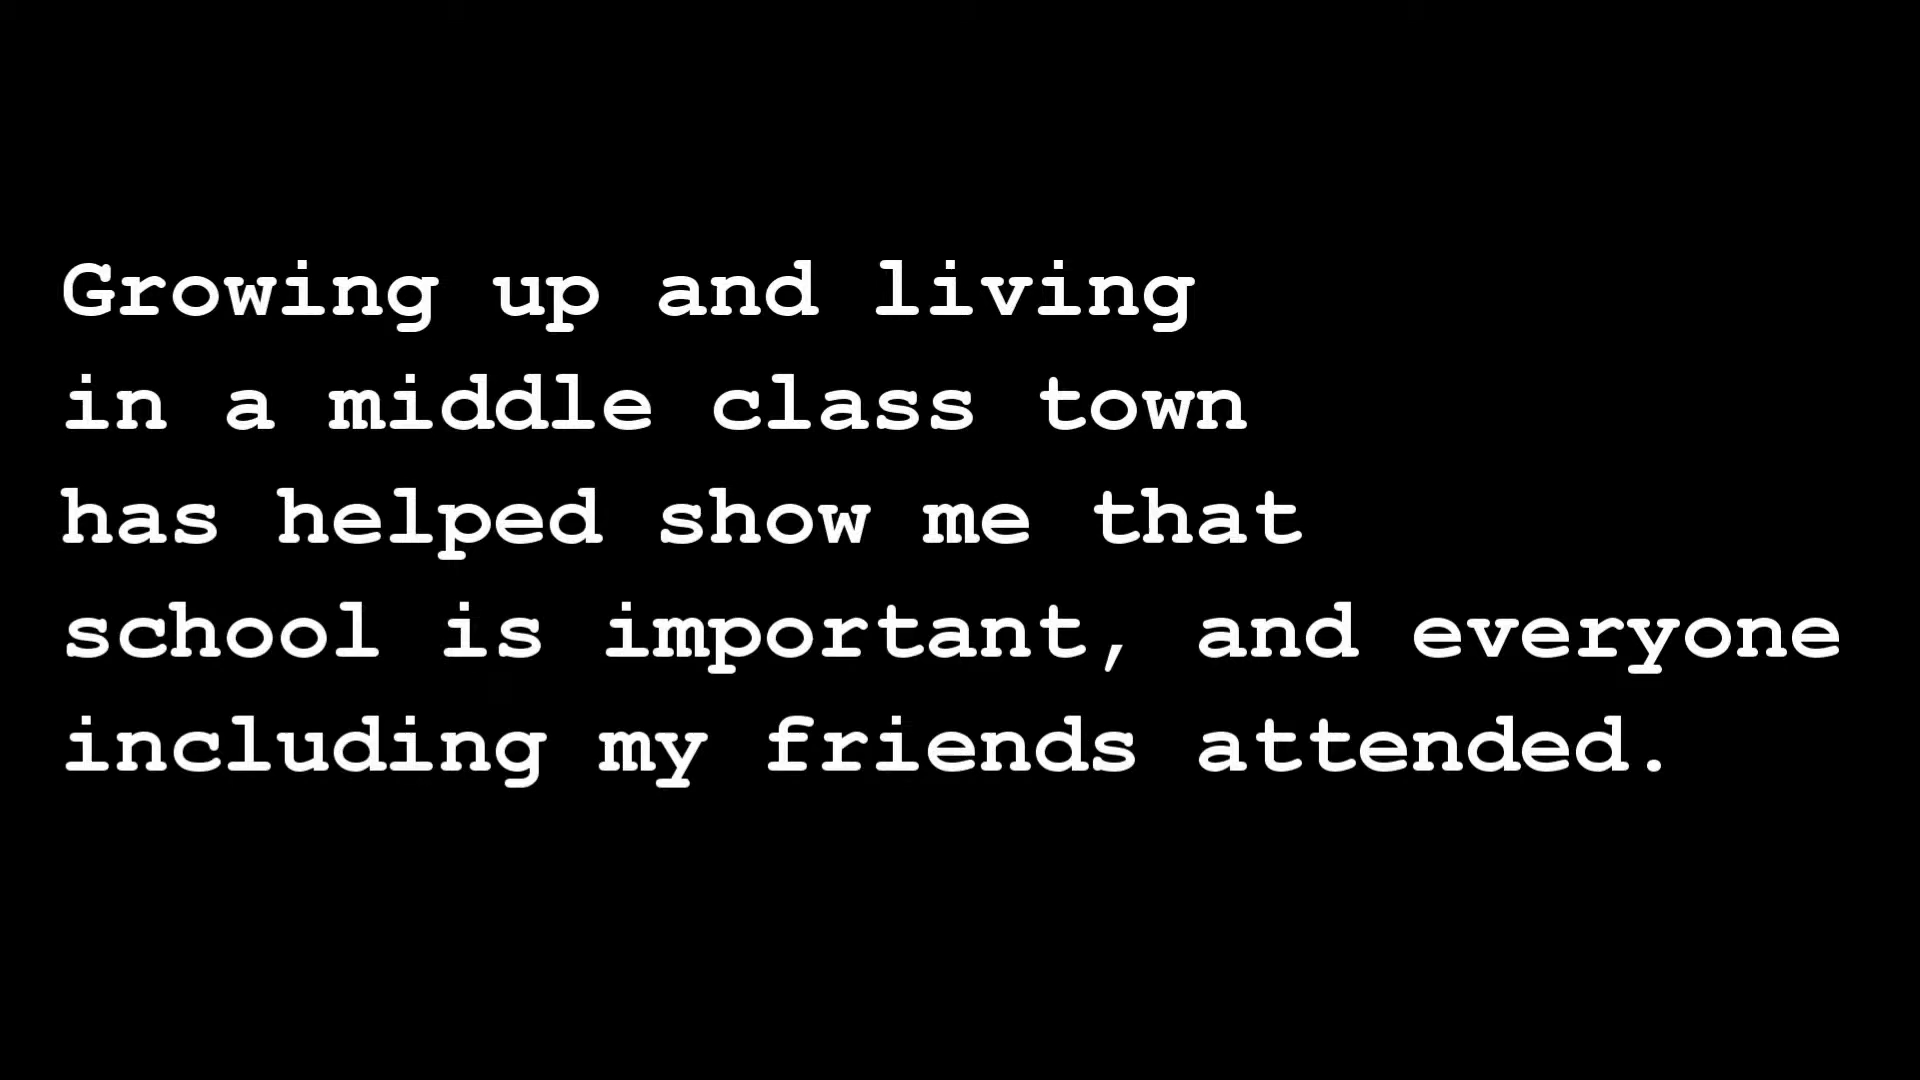 Growing up and living
in a middle class town
has helped show me that
school is important, and everyone
including my friends attended.